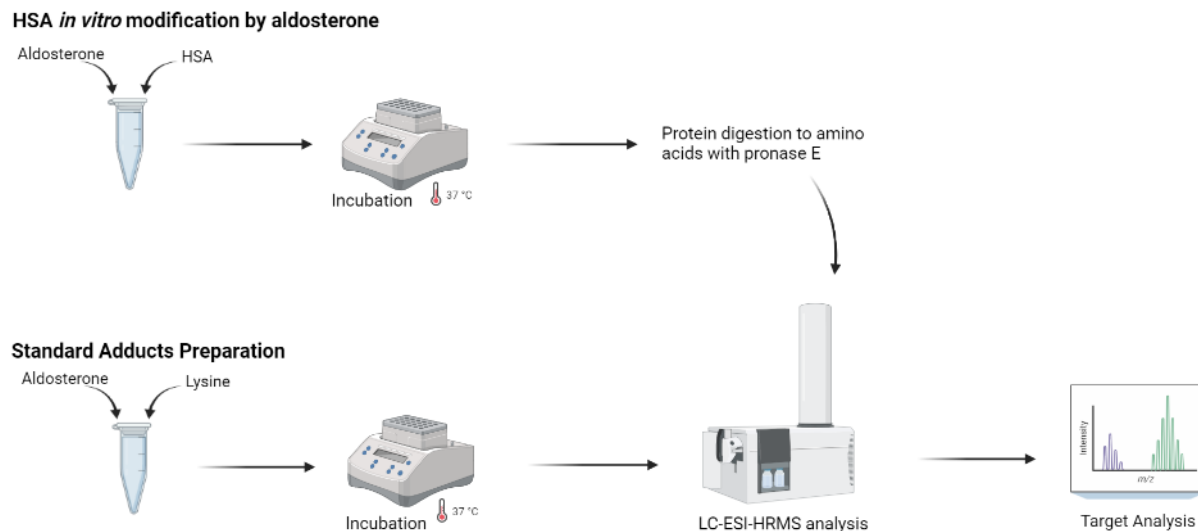 HSA in vitro modification by aldosterone
Aldosterone
HSA
Incubation
37 °C
Protein digestion to amino
acids with pronase E
Standard Adducts Preparation
Aldosterone
Lysine
Incubation
37 °C
LC-ESI-HRMS analysis
Intensity
m/z
Target Analysis